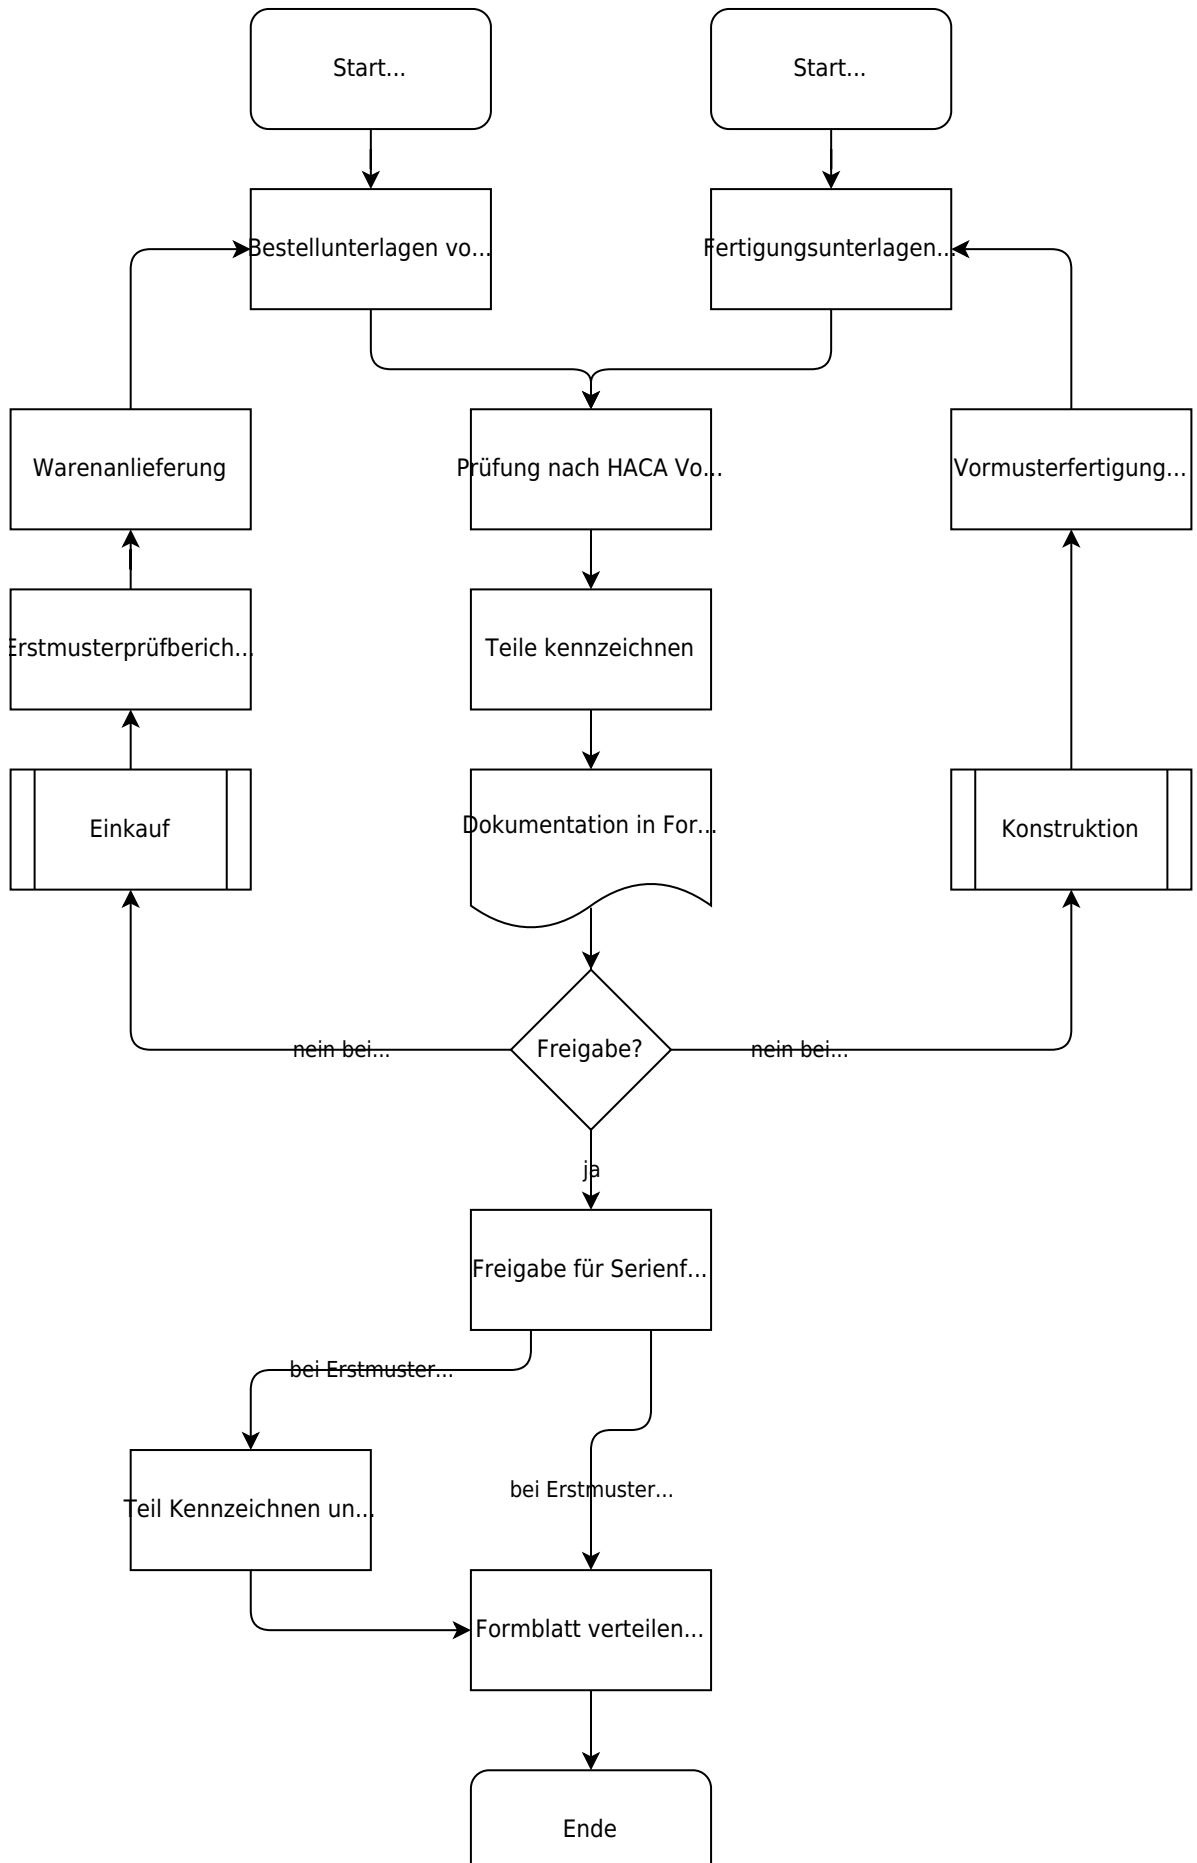 Start...
Start...
Bestellunterlagen vo...
Fertigungsunterlagen...
Warenanlieferung
Prüfung nach HACA Vo...
Vormusterfertigung...
Erstmusterprüfberich...
Teile kennzeichnen
Einkauf
Dokumentation in For...
Konstruktion
nein bei...
Freigabe?
nein bei...
ja
Freigabe für Serienf...
bei Erstmuster...
bei Erstmuster...
Teil Kennzeichnen un...
Formblatt verteilen...
Ende